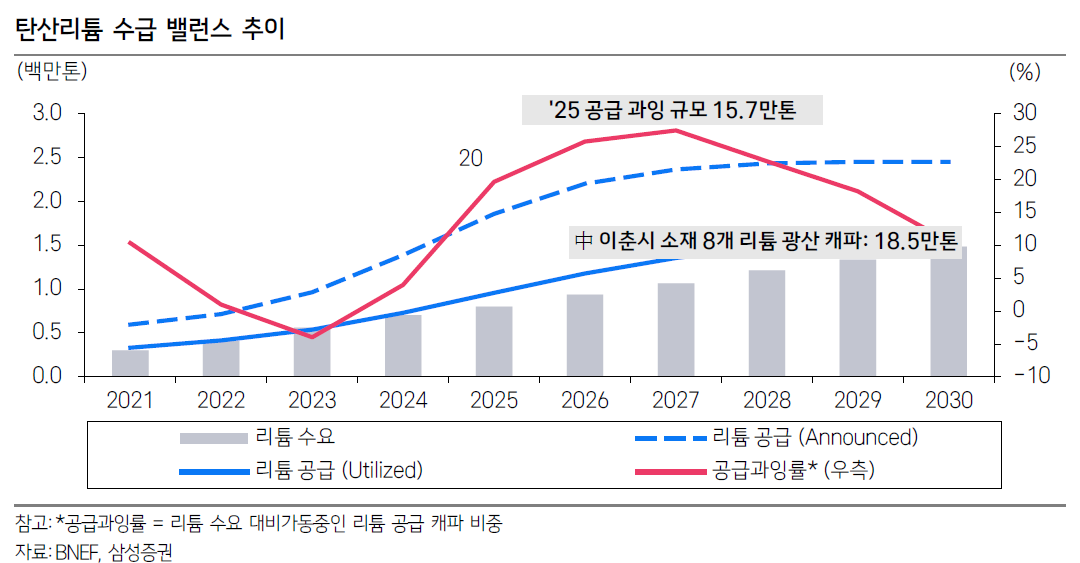 탄산리튬 수급 밸런스 추이
(백만톤) (%)
3.0 '25 공급 과잉 규모 15.7만톤 30
2.5 20 25
20
2.0 15
1.5 中 이춘시 소재 8개 리튬 광산 캐파: 18.5만톤 10
1.0 5
0
0.5 -5
0.0 -10
2021 2022 2023 2024 2025 2026 2027 2028 2029 2030
리튬 수요 리튬 공급 (Announced)
리튬 공급 (Utilized) 공급과잉률* (우측)
참고: *공급과잉률 = 리튬 수요 대비가동중인 리튬 공급 캐파 비중
자료: BNEF, 삼성증권